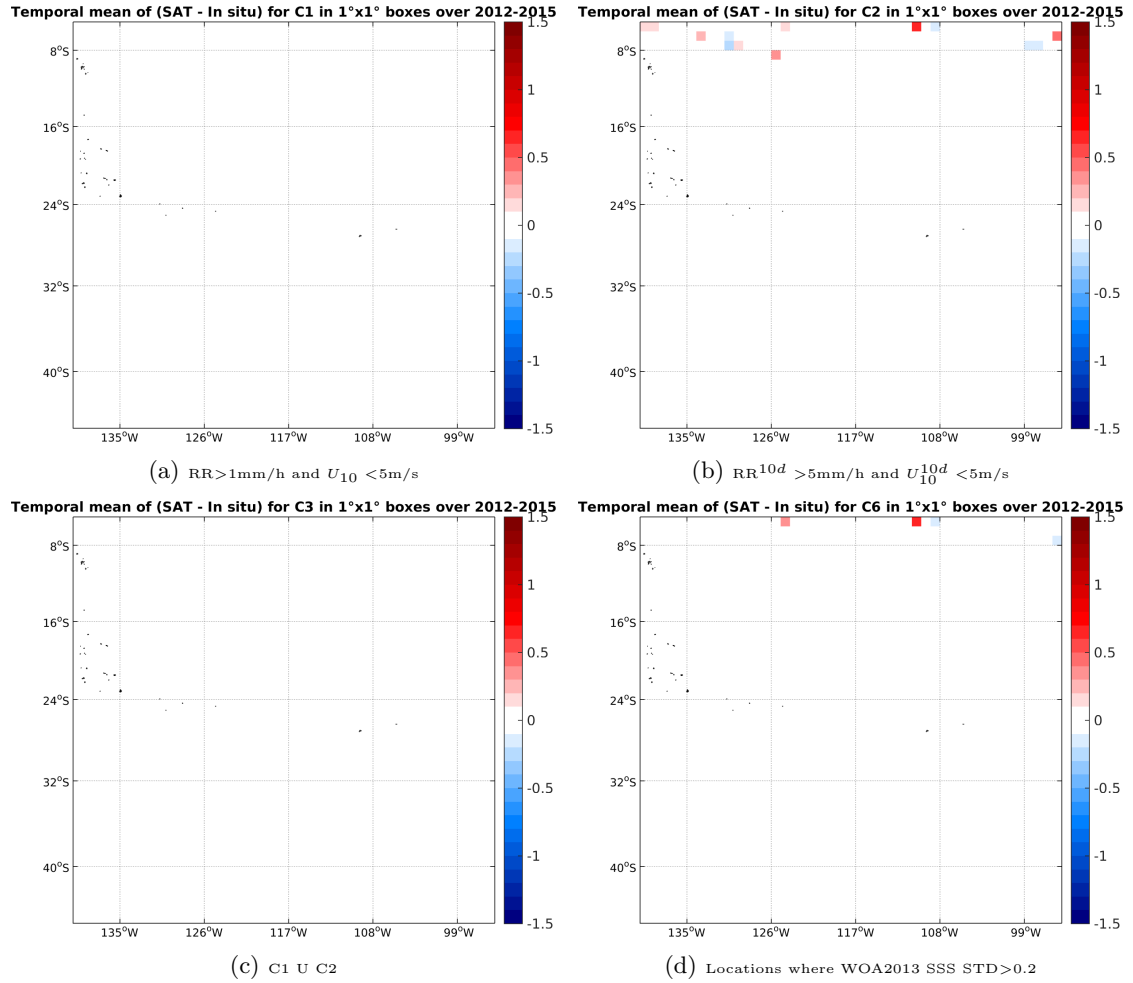 Temporal mean of (SAT - In situ) for C1 in 1°x1° boxes over 2012-2015
8°S
16°S
24°S
32°S
40°S
135°W 126°W 117°W 108°W 99°W
1.5
1
0.5
0
-0.5
-1
-1.5
(a) RR>1mm/h and U10 <5m/s
Temporal mean of (SAT - In situ) for C2 in 1°x1° boxes over 2012-2015
8°S
16°S
24°S
32°S
40°S
135°W 126°W 117°W 108°W 99°W
1.5
1
0.5
0
-0.5
-1
-1.5
(b) RR10d >5mm/h and U10d10 <5m/s
Temporal mean of (SAT - In situ) for C3 in 1°x1° boxes over 2012-2015
8°S
16°S
24°S
32°S
40°S
135°W 126°W 117°W 108°W 99°W
1.5
1
0.5
0
-0.5
-1
-1.5
(c) C1 U C2
Temporal mean of (SAT - In situ) for C6 in 1°x1° boxes over 2012-2015
8°S
16°S
24°S
32°S
40°S
135°W 126°W 117°W 108°W 99°W
1.5
1
0.5
0
-0.5
-1
-1.5
(d) Locations where WOA2013 SSS STD>0.2